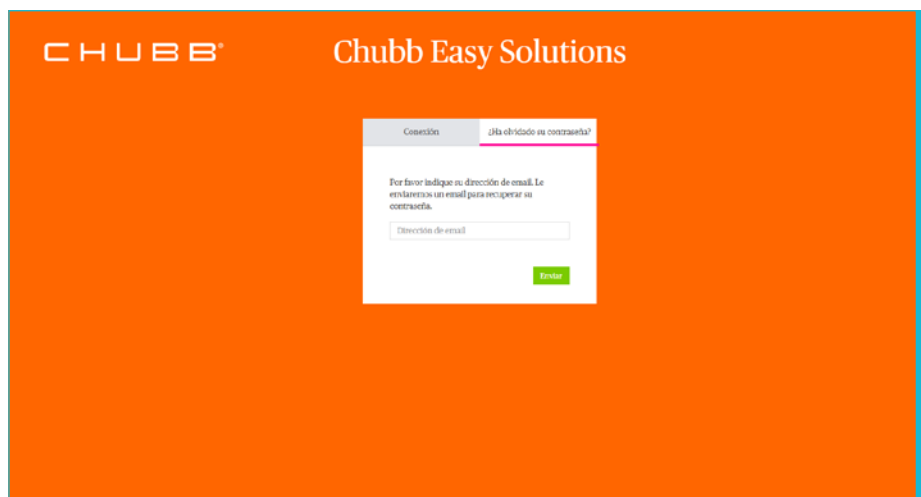 CHUBB®
Chubb Easy Solutions
Conexión
¿Ha olvidado su contraseña?
Por favor indique su dirección de email. Le
enviaremos un email para recuperar su
contraseña.
Dirección de email
Enviar